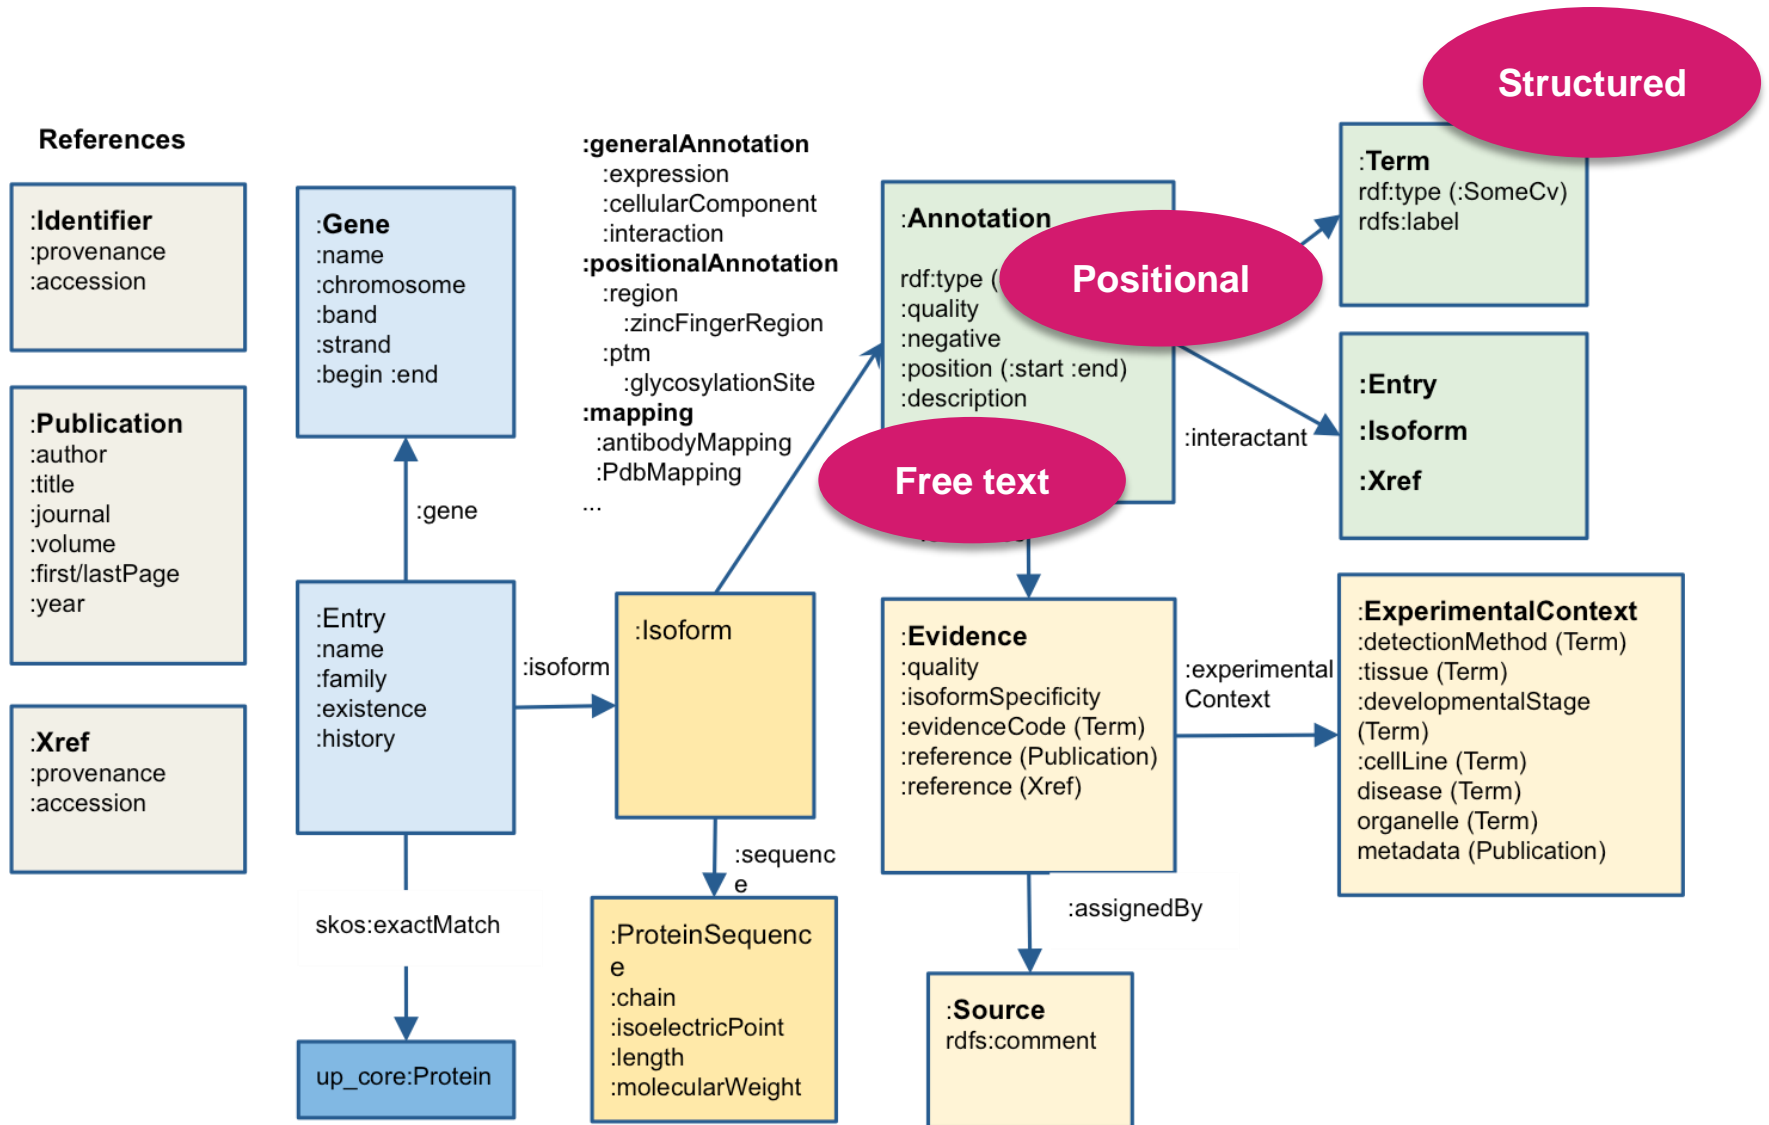 References
:Identifier
:provenance
:accession
:Publication
:author
:title
:journal
:volume
:first/lastPage
:year
:Xref
:provenance
:accession
:Gene
:name
:chromosome
:band
:strand
:begin :end
:gene
:Entry
:name
:family
:existence
:history
skos:exactMatch
up_core:Protein
:isoform
:generalAnnotation
:expression
:cellularComponent
:interaction
:positionalAnnotation
:region
:zincFingerRegion
:ptm
:glycosylationSite
:mapping
:antibodyMapping
:PdbMapping
...
:Isoform
:sequenc
e
:ProteinSequenc
e
:chain
:isoelectricPoint
:length
:molecularWeight
:Annotation
rdf:type (
:quality
:negative
:position (:start :end)
:description
Positional
Free text
Structured
:Term
rdf:type (:SomeCv)
rdfs:label
:interactant
:Entry
:Isoform
:Xref
:Evidence
:quality
:isoformSpecificity
:evidenceCode (Term)
:reference (Publication)
:reference (Xref)
:experimental
Context
:ExperimentalContext
:detectionMethod (Term)
:tissue (Term)
:developmentalStage
(Term)
:cellLine (Term)
disease (Term)
organelle (Term)
metadata (Publication)
:assignedBy
:Source
rdfs:comment